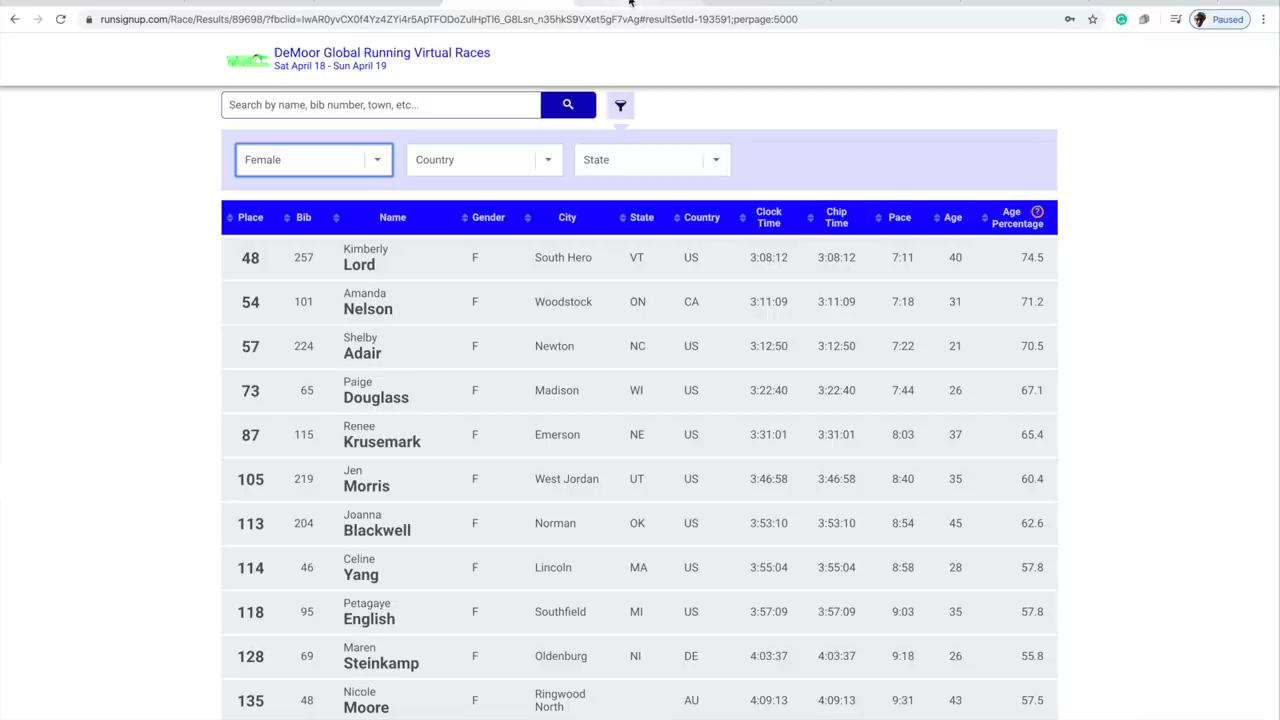 runsignup.com/Race/Results/89698/?fbclid=IwAR0yvCX0f4Yz4ZYi4r5ApTFODoZulHpTl6_G8Lsn_n35hkS9VXet5gF7vAg#resultSetId-193591;perpage:5000
Paused
DeMoor Global Running Virtual Races
Sat April 18 - Sun April 19
Search by name, bib number, town, etc...
Female Country State
Place Bib Name Gender City State Country Clock Time Chip Time Pace Age Age Percentage ?
48 257 Kimberly Lord F South Hero VT US 3:08:12 3:08:12 7:11 40 74.5
54 101 Amanda Nelson F Woodstock ON CA 3:11:09 3:11:09 7:18 31 71.2
57 224 Shelby Adair F Newton NC US 3:12:50 3:12:50 7:22 21 70.5
73 65 Paige Douglass F Madison WI US 3:22:40 3:22:40 7:44 26 67.1
87 115 Renee Krusemark F Emerson NE US 3:31:01 3:31:01 8:03 37 65.4
105 219 Jen Morris F West Jordan UT US 3:46:58 3:46:58 8:40 35 60.4
113 204 Joanna Blackwell F Norman OK US 3:53:10 3:53:10 8:54 45 62.6
114 46 Celine Yang F Lincoln MA US 3:55:04 3:55:04 8:58 28 57.8
118 95 Petagaye English F Southfield MI US 3:57:09 3:57:09 9:03 35 57.8
128 69 Maren Steinkamp F Oldenburg NI DE 4:03:37 4:03:37 9:18 26 55.8
135 48 Nicole Moore F Ringwood North AU 4:09:13 4:09:13 9:31 43 57.5